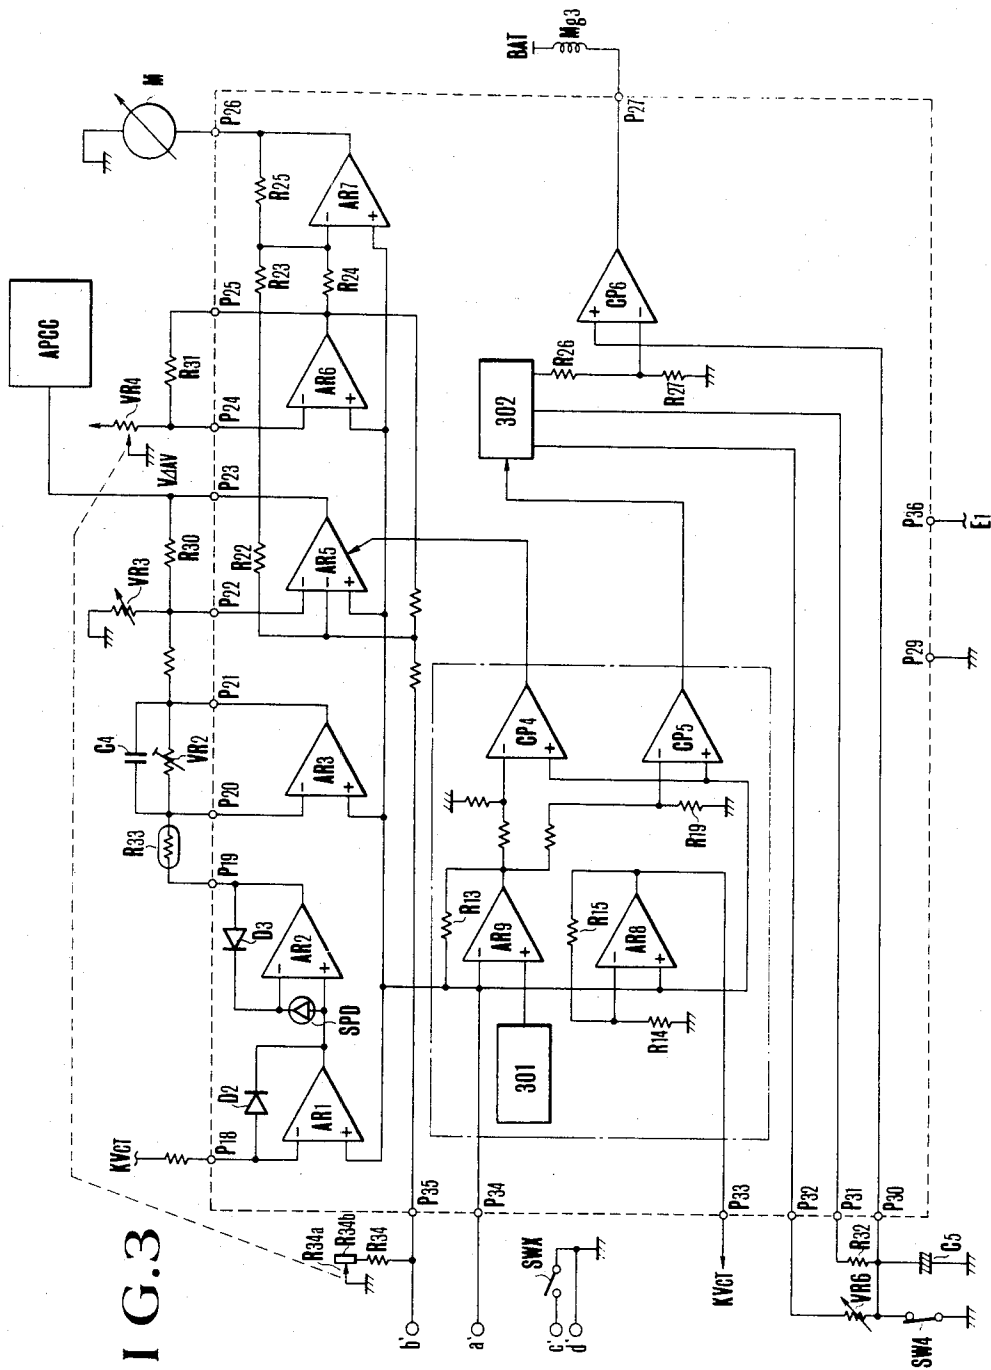 I G.3
APCC
M
BAT
Mg3
VR4
VΔAV
R31
P24
P25
P26
P27
VR3
R30
P22
P23
C4
VR2
P20
P21
R33
P19
KVCT
P18
D2
D3
SPD
AR1
−
+
AR2
−
+
AR3
−
+
AR5
−
−
+
AR6
−
+
AR7
−
+
R22
R23
R24
R25
R34a
R34b
R34
P35
P34
b'
a'
SWX
c'
d'
R13
AR9
−
+
301
R14
R15
AR8
−
+
CP4
−
+
CP5
−
+
R19
302
R26
R27
CP6
+
−
KVCT
P33
P32
P31
P30
R32
VR6
C5
SW4
P29
P36
E1